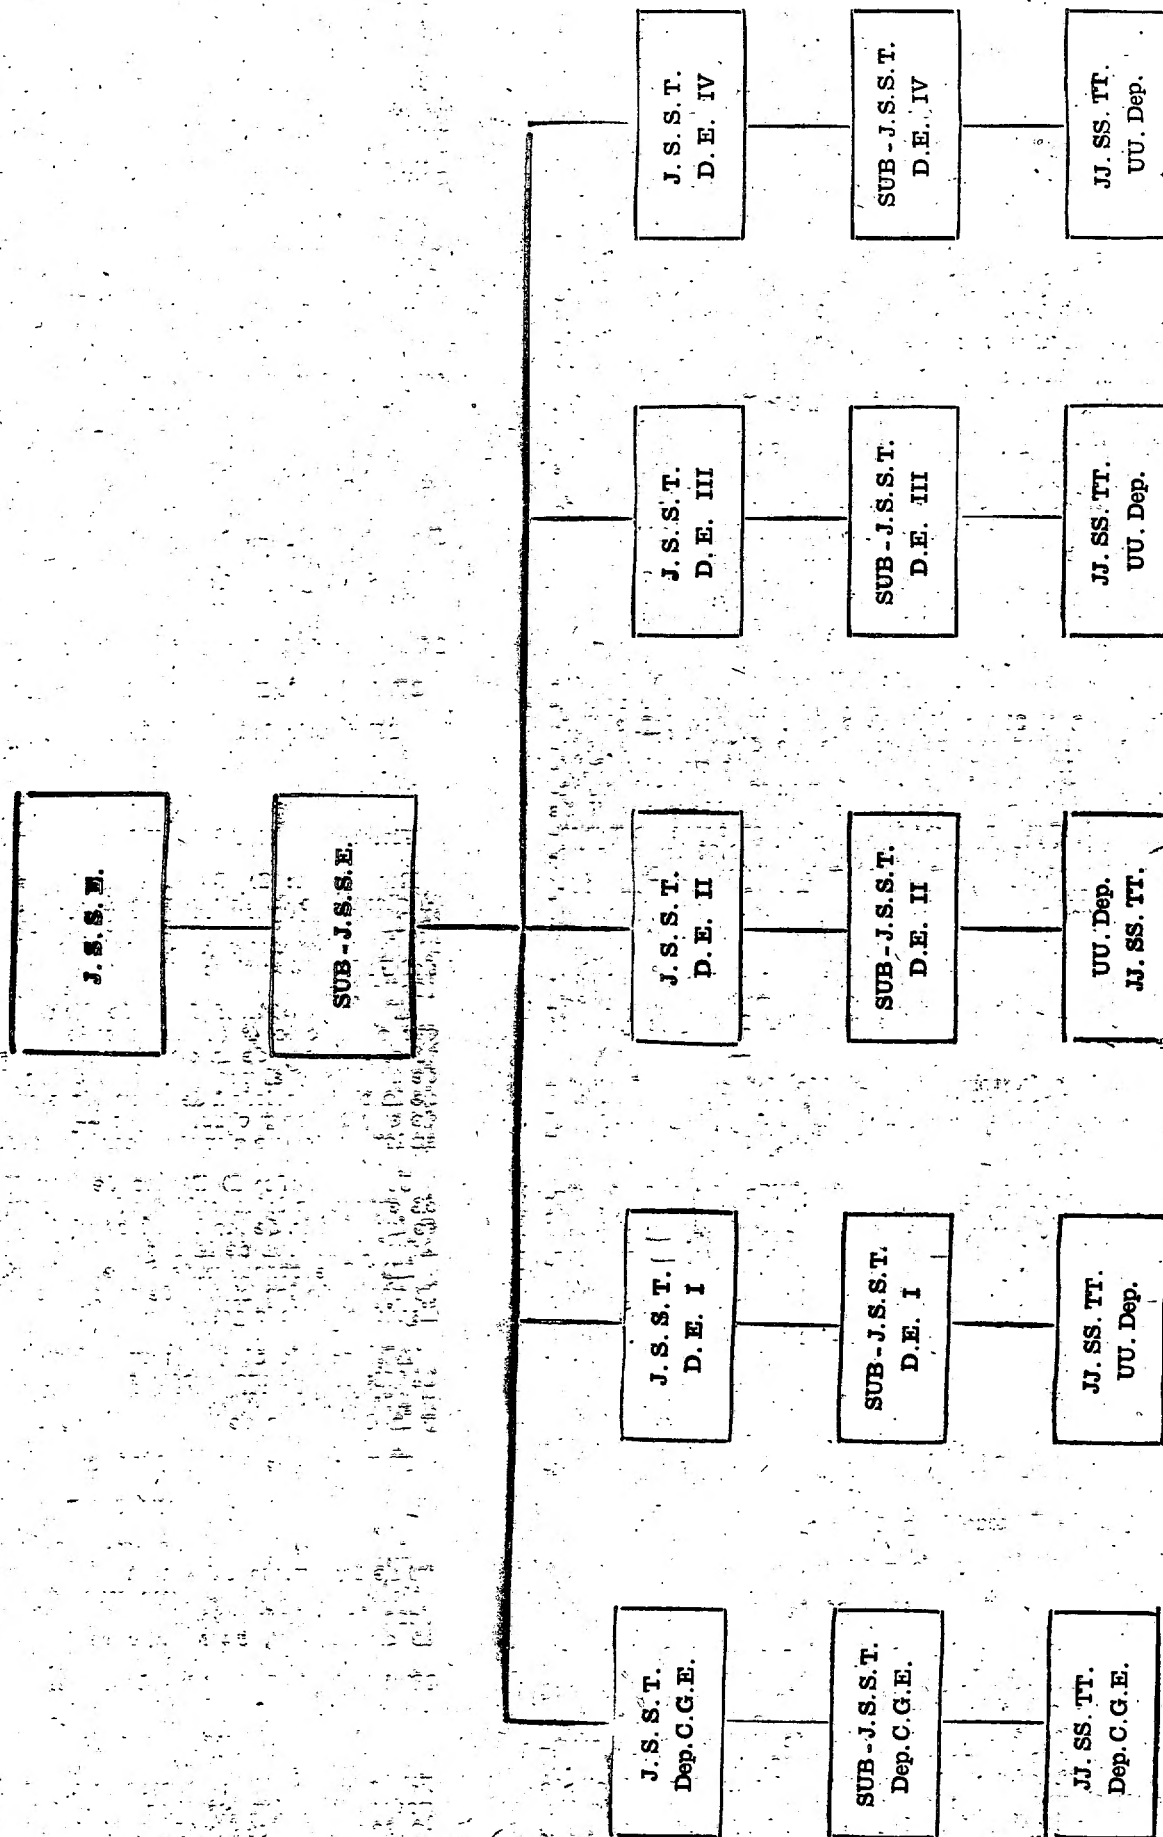 J. S. S. E.
SUB-J.S.S.E.
J. S. S. T.
Dep.C.G.E.
J. S. S. T.
D. E. I
J. S. S. T.
D. E. II
J. S. S. T.
D. E. III
J. S. S. T.
D. E. IV
SUB-J.S.S.T.
Dep.C.G.E.
SUB-J.S.S.T.
D.E. I
SUB-J.S.S.T.
D.E. II
SUB-J.S.S.T.
D.E. III
SUB-J.S.S.T.
D.E. IV
JJ. SS. TT.
Dep.C.G.E.
JJ. SS. TT.
UU. Dep.
UU. Dep.
JJ. SS. TT.
JJ. SS. TT.
UU. Dep.
JJ. SS. TT.
UU. Dep.